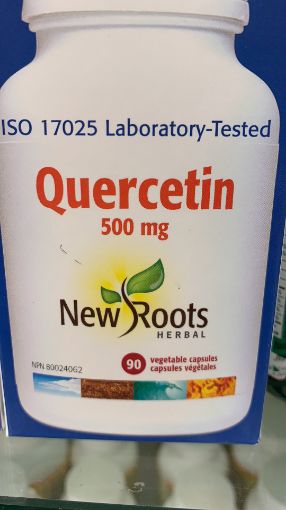 ISO 17025 Laboratory-Tested
Quercetin
500 mg
New Roots
HERBAL
90 vegetable capsules
capsules végétales
NPN 80024062